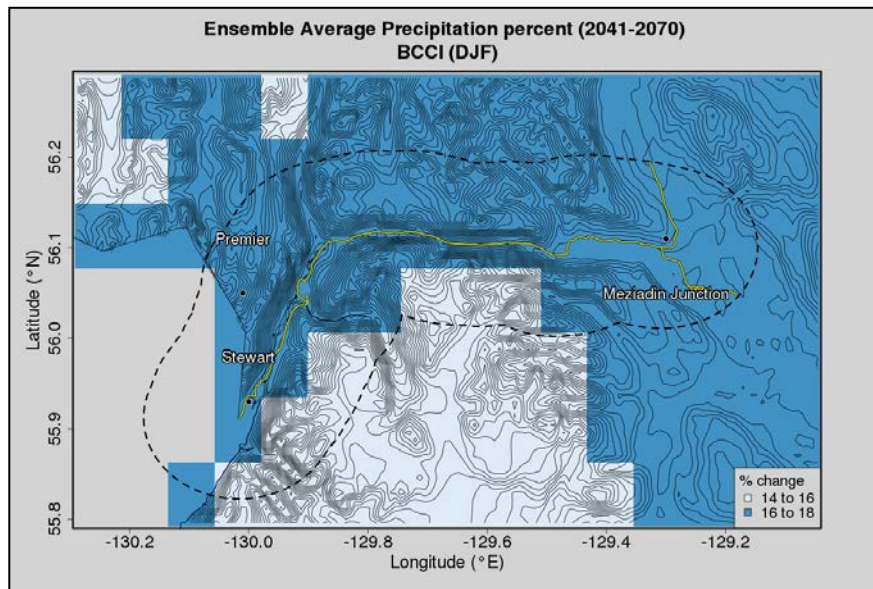 Ensemble Average Precipitation percent (2041-2070)
BCCI (DJF)
56.2
56.1
56.0
55.9
55.8
Latitude (°N)
Premier
Meziadin Junction
Stewart
% change
14 to 16
16 to 18
-130.2
-130.0
-129.8
-129.6
-129.4
-129.2
Longitude (°E)